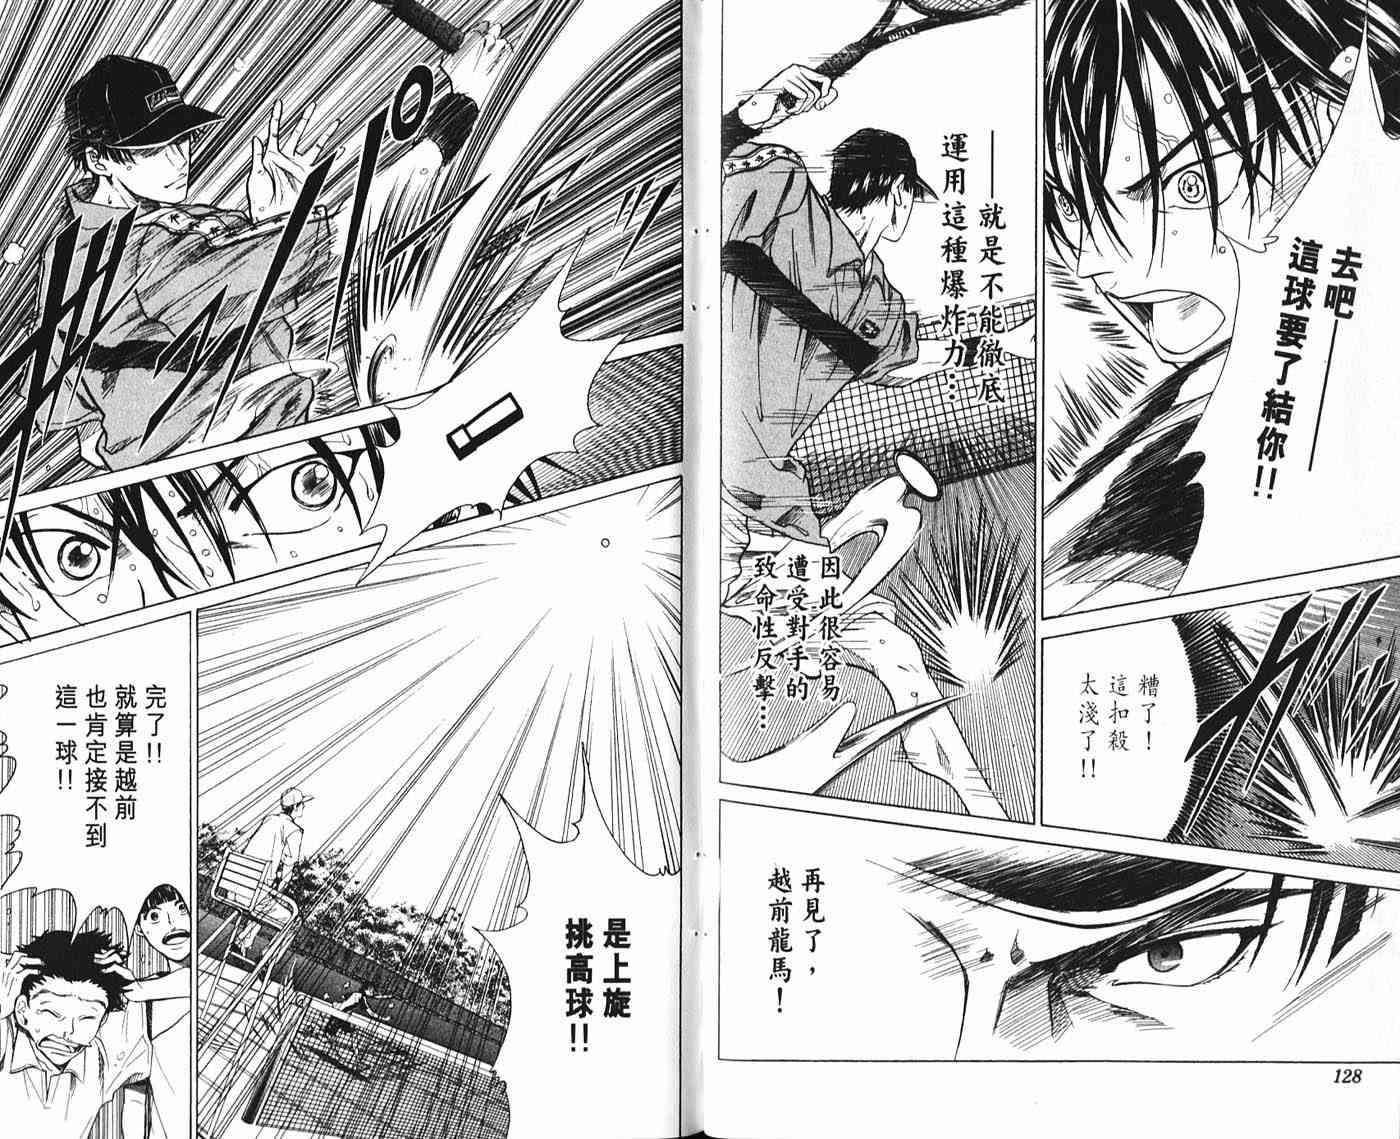 去吧——
這球要了結你!!
——就是不能徹底
運用這種爆炸力…
因此很容易
遭受對手的
致命性反擊…
糟了!
這扣殺
太淺了!!
再見了,
越前龍馬!
128
是上旋
挑高球!!
完了!!
就算是越前
也肯定接不到
這一球!!